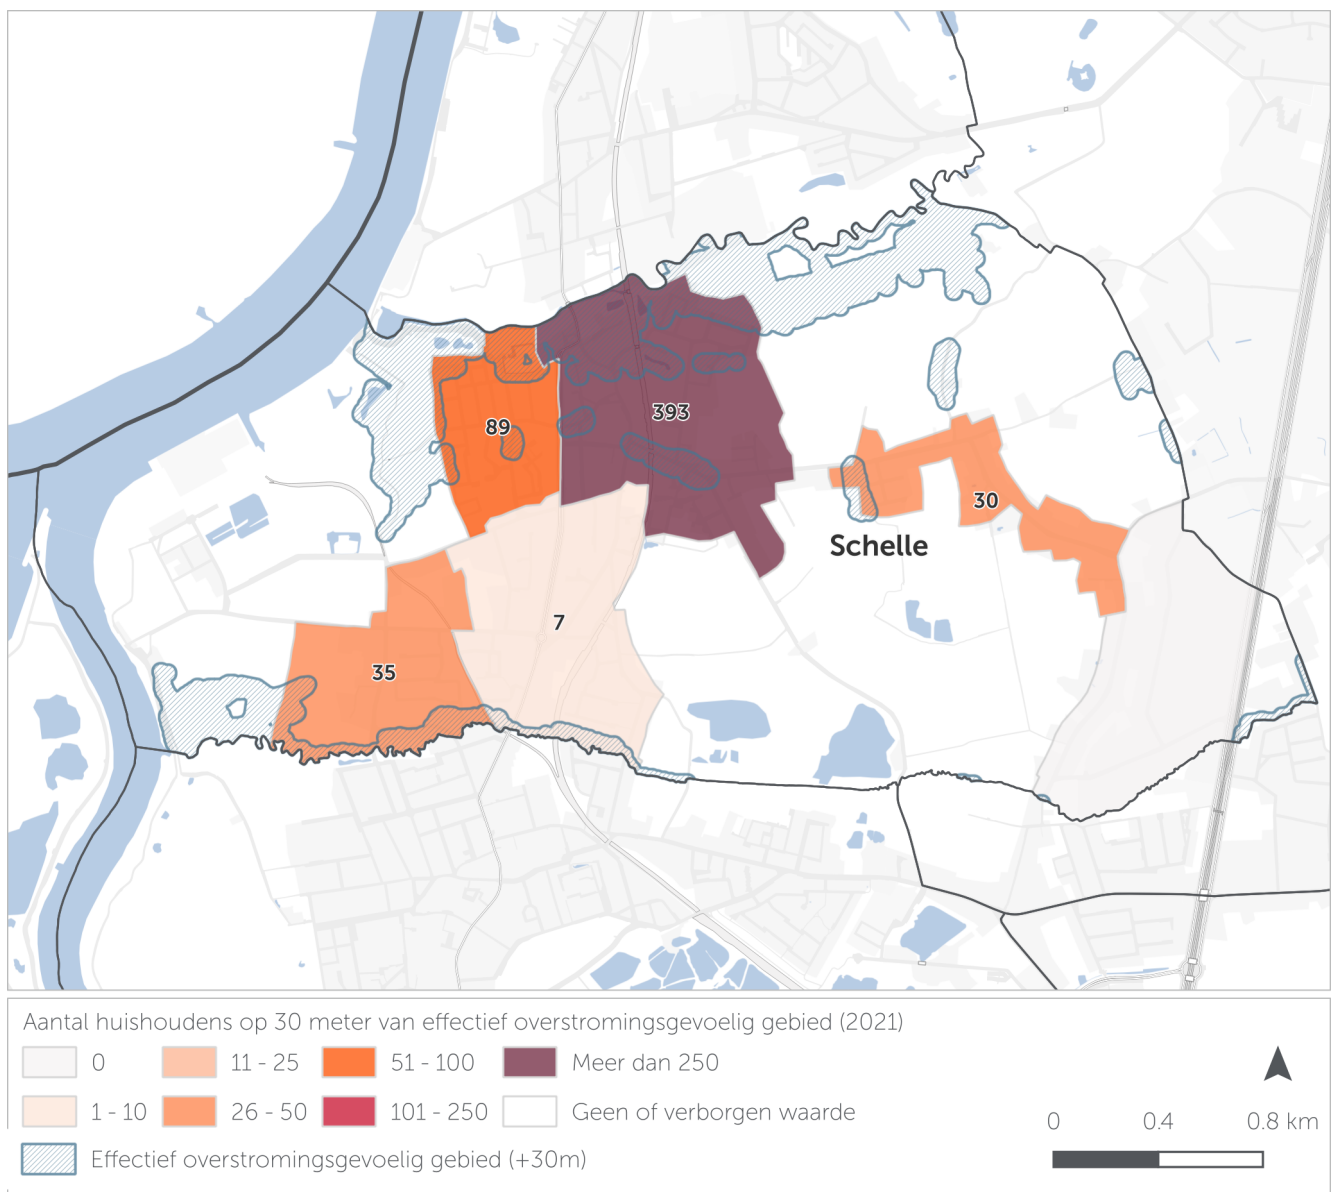 393
89
30
Schelle
7
35
Aantal huishoudens op 30 meter van effectief overstromingsgevoelig gebied (2021)
0
11 - 25
51 - 100
Meer dan 250
1 - 10
26 - 50
101 - 250
Geen of verborgen waarde
Effectief overstromingsgevoelig gebied (+30m)
0 0.4 0.8 km